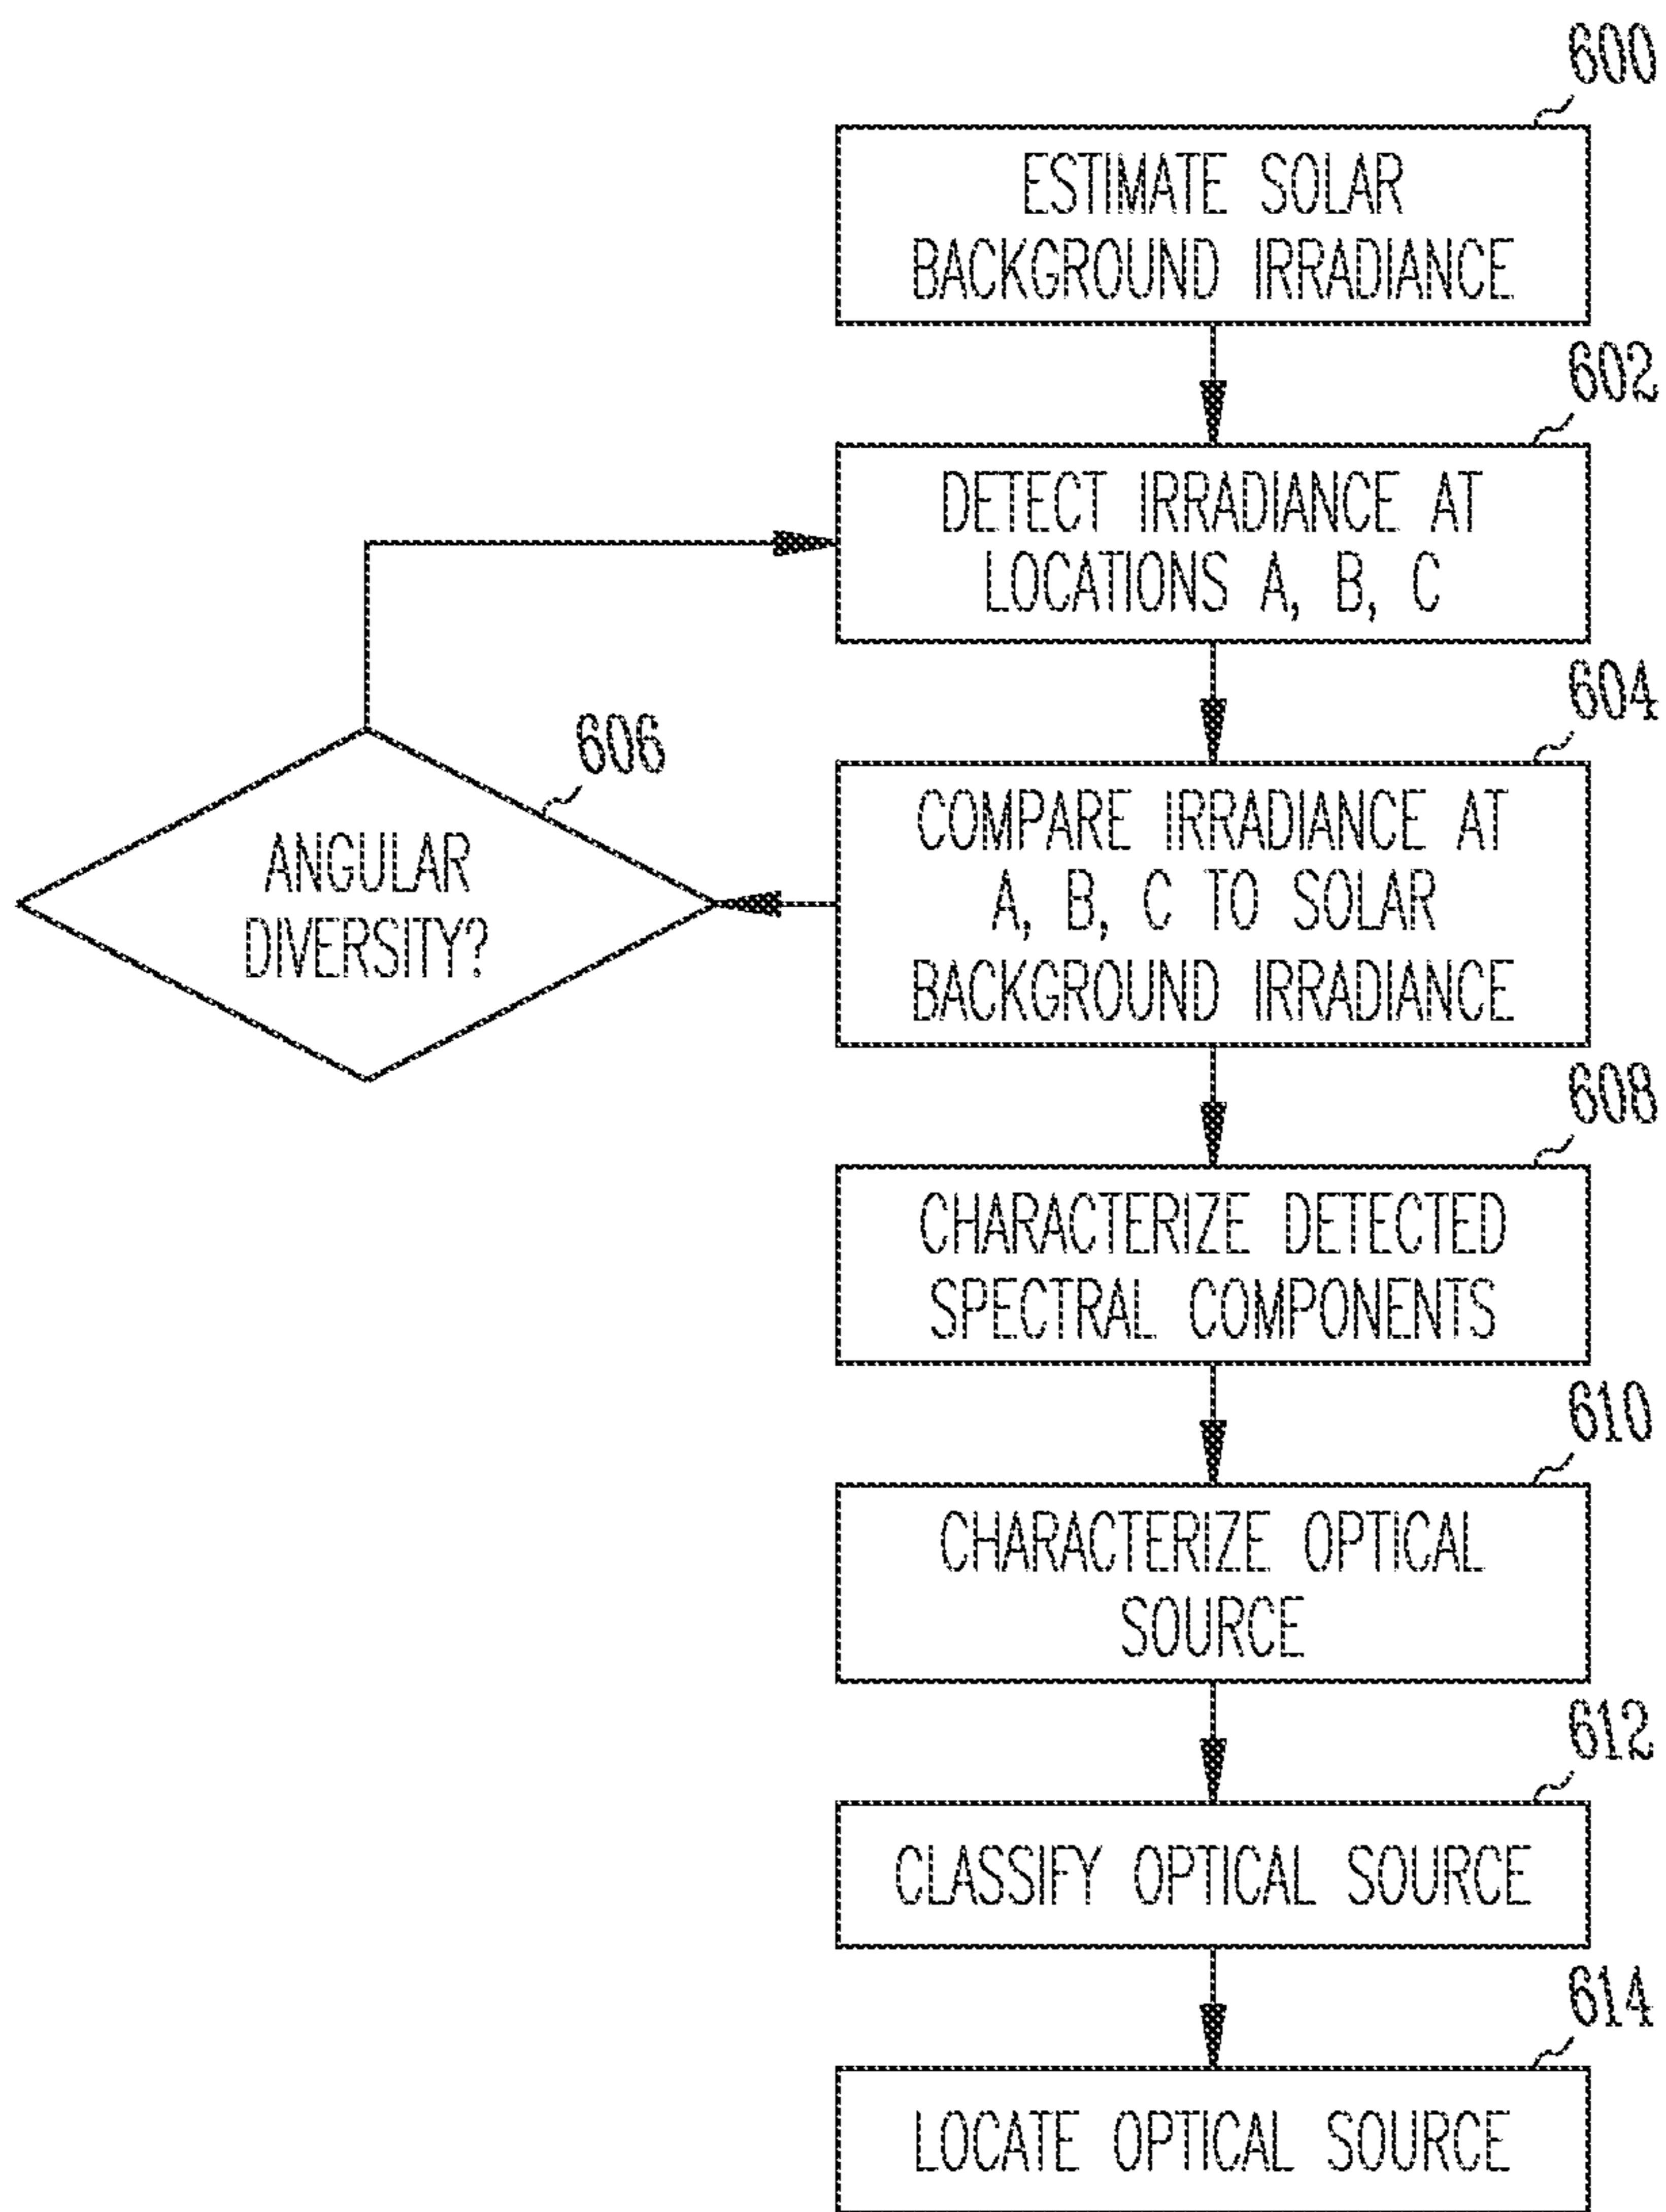 600
ESTIMATE SOLAR
BACKGROUND IRRADIANCE
602
DETECT IRRADIANCE AT
LOCATIONS A, B, C
604
COMPARE IRRADIANCE AT
A, B, C TO SOLAR
BACKGROUND IRRADIANCE
606
ANGULAR
DIVERSITY?
608
CHARACTERIZE DETECTED
SPECTRAL COMPONENTS
610
CHARACTERIZE OPTICAL
SOURCE
612
CLASSIFY OPTICAL SOURCE
614
LOCATE OPTICAL SOURCE